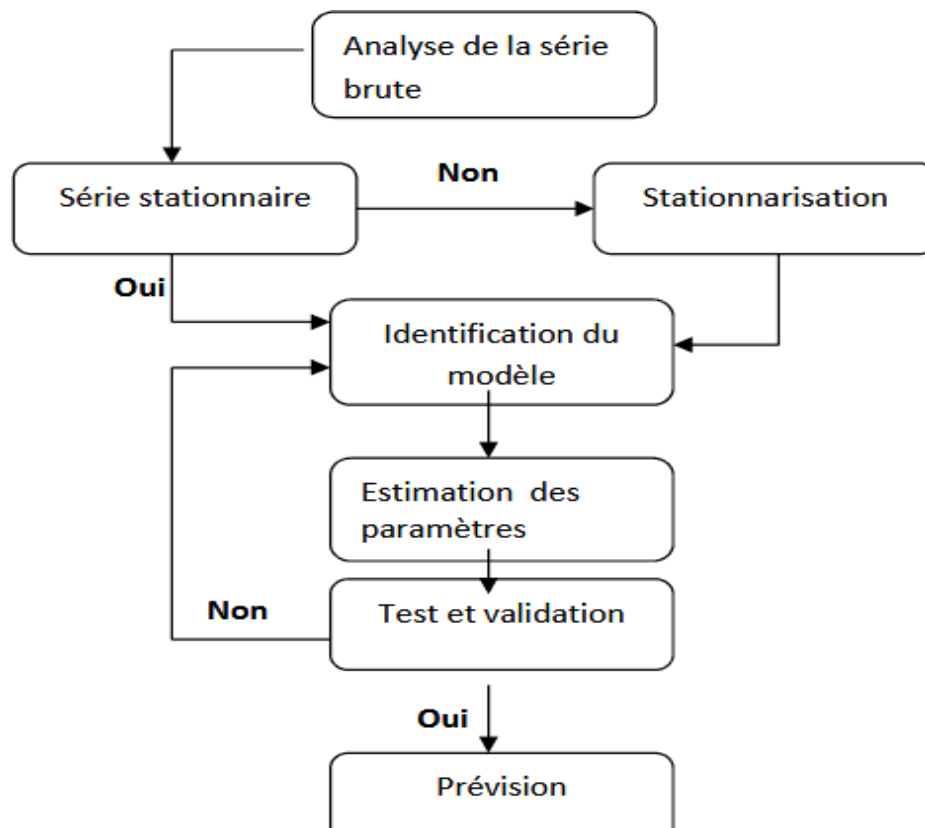 Analyse de la série
brute
Non
Série stationnaire
Stationnarisation
Oui
Identification du
modèle
Estimation des
paramètres
Test et validation
Non
Oui
Prévision